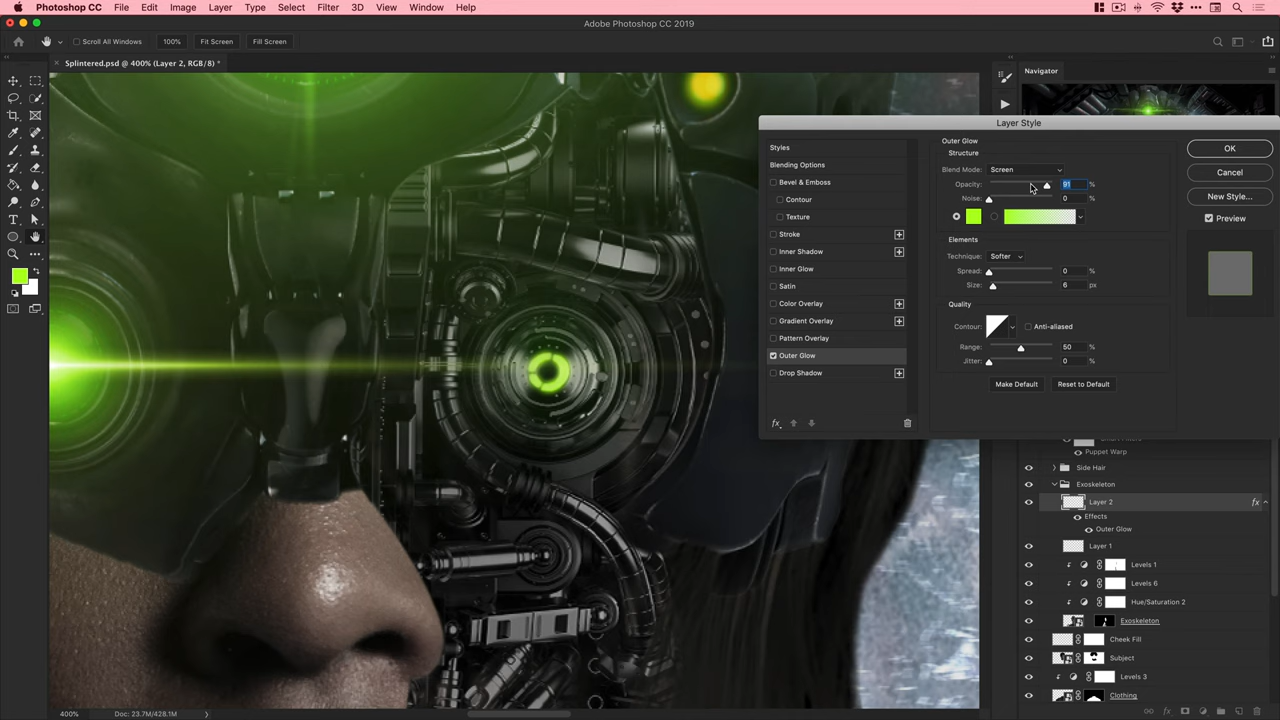 Photoshop CC File Edit Image Layer Type Select Filter 3D View Window Help
Adobe Photoshop CC 2019
Scroll All Windows 100% Fit Screen Fill Screen
Splintered.psd @ 400% (Layer 2, RGB/8) *
Navigator
Layer Style
Styles
Blending Options
Bevel & Emboss
Contour
Texture
Stroke
Inner Shadow
Inner Glow
Satin
Color Overlay
Gradient Overlay
Pattern Overlay
Outer Glow
Drop Shadow
fx
Outer Glow
Structure
Blend Mode: Screen
Opacity: 91 %
Noise: 0 %
Elements
Technique: Softer
Spread: 0 %
Size: 6 px
Quality
Contour: Anti-aliased
Range: 50 %
Jitter: 0 %
Make Default Reset to Default
OK
Cancel
New Style...
Preview
Puppet Warp
Side Hair
Exoskeleton
Layer 2 fx
Effects
Outer Glow
Layer 1
Levels 1
Levels 6
Hue/Saturation 2
Exoskeleton
Cheek Fill
Subject
Levels 3
Clothing
400% Doc: 23.7M/428.1M